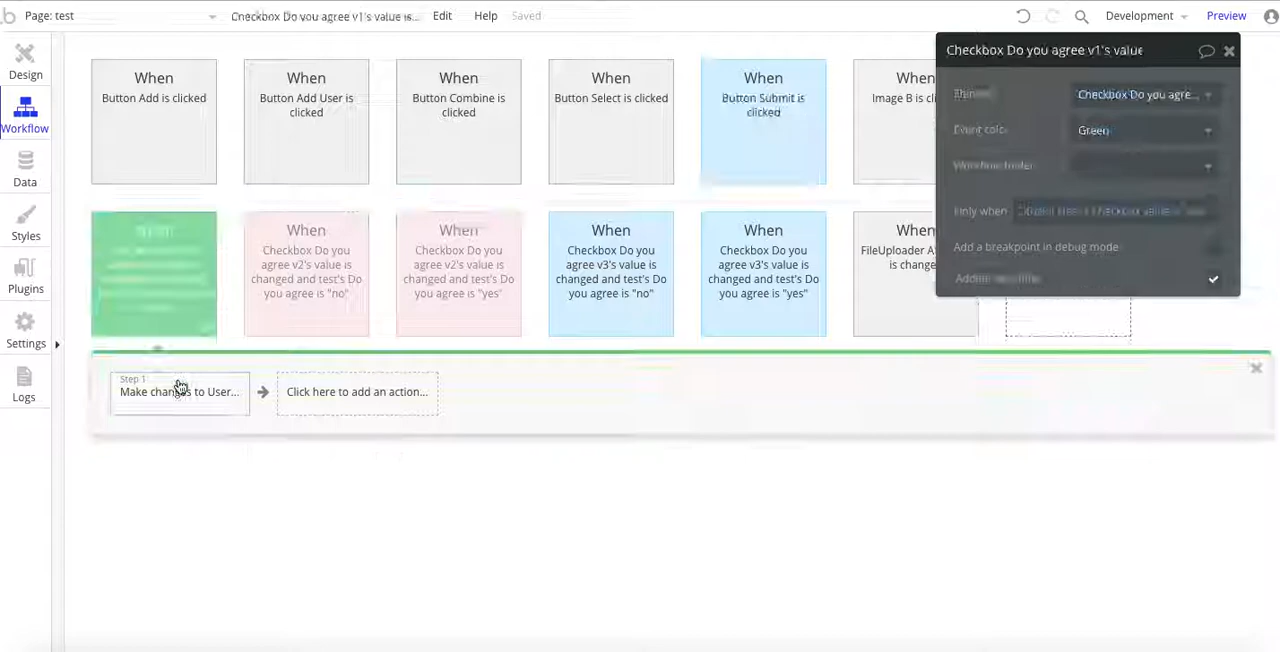 b Page: test Checkbox Do you agree v1's value is... Edit Help Saved Development Preview
Design
Workflow
Data
Styles
Plugins
Settings
Logs
When
Button Add is clicked
When
Button Add User is
clicked
When
Button Combine is
clicked
When
Button Select is clicked
When
Button Submit is
clicked
When
Image B is cli
When
Checkbox Do you
agree v2's value is
changed and test's Do
you agree is "no"
When
Checkbox Do you
agree v2's value is
changed and test's Do
you agree is "yes"
When
Checkbox Do you
agree v3's value is
changed and test's Do
you agree is "no"
When
Checkbox Do you
agree v3's value is
changed and test's Do
you agree is "yes"
When
FileUploader A
is change
Checkbox Do you agree v1's value
Checkbox Do you agre...
Event color
Green
Workflow folder
Only when
Add a breakpoint in debug mode
Step 1
Make changes to User...
Click here to add an action...